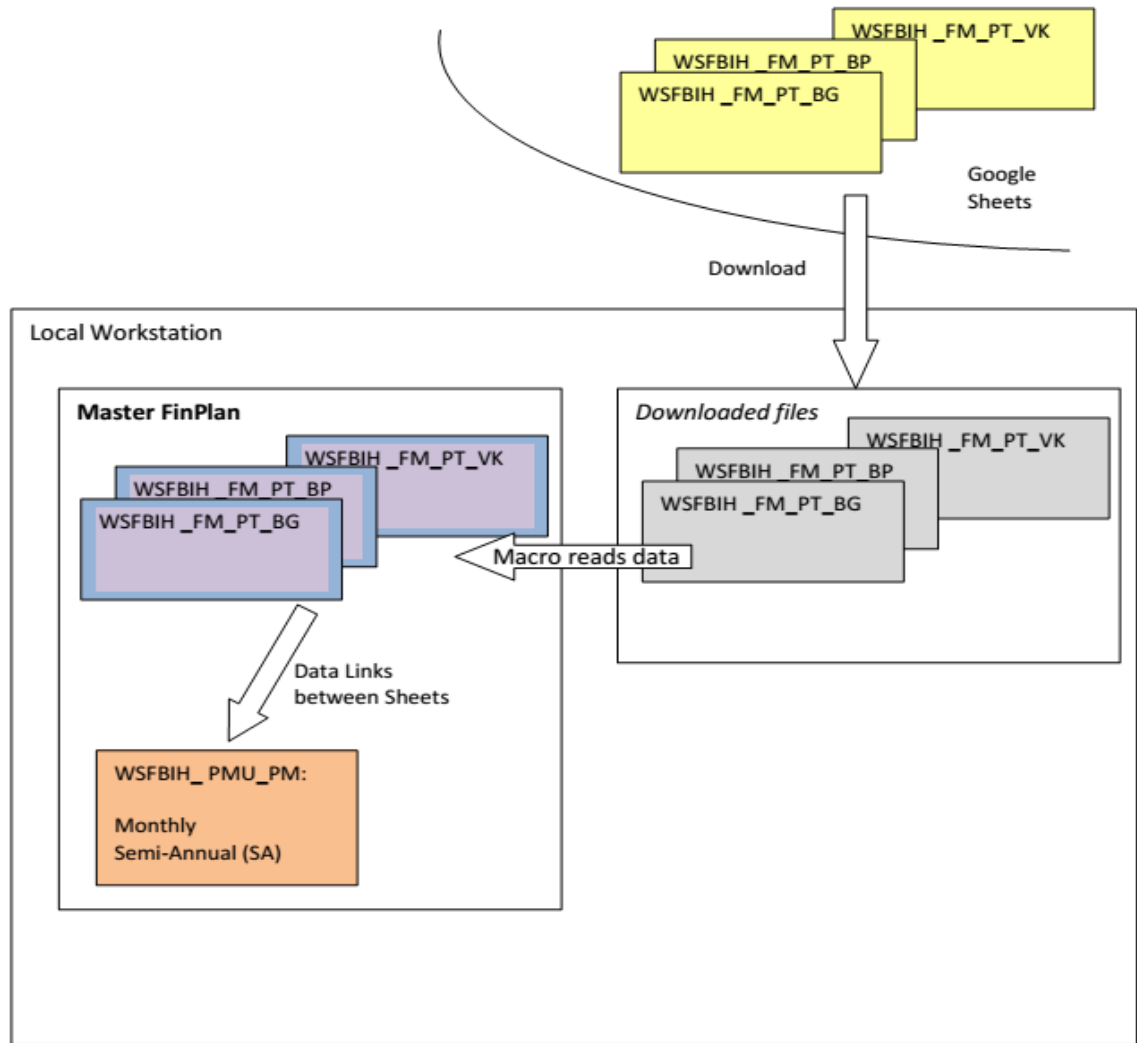 WSFBIH _FM_PT_VK
WSFBIH _FM_PT_BP
WSFBIH _FM_PT_BG
Google
Sheets
Download
Local Workstation
Master FinPlan
WSFBIH _FM_PT_VK
WSFBIH _FM_PT_BP
WSFBIH _FM_PT_BG
Downloaded files
WSFBIH _FM_PT_VK
WSFBIH _FM_PT_BP
WSFBIH _FM_PT_BG
Macro reads data
Data Links
between Sheets
WSFBIH_ PMU_PM:
Monthly
Semi-Annual (SA)